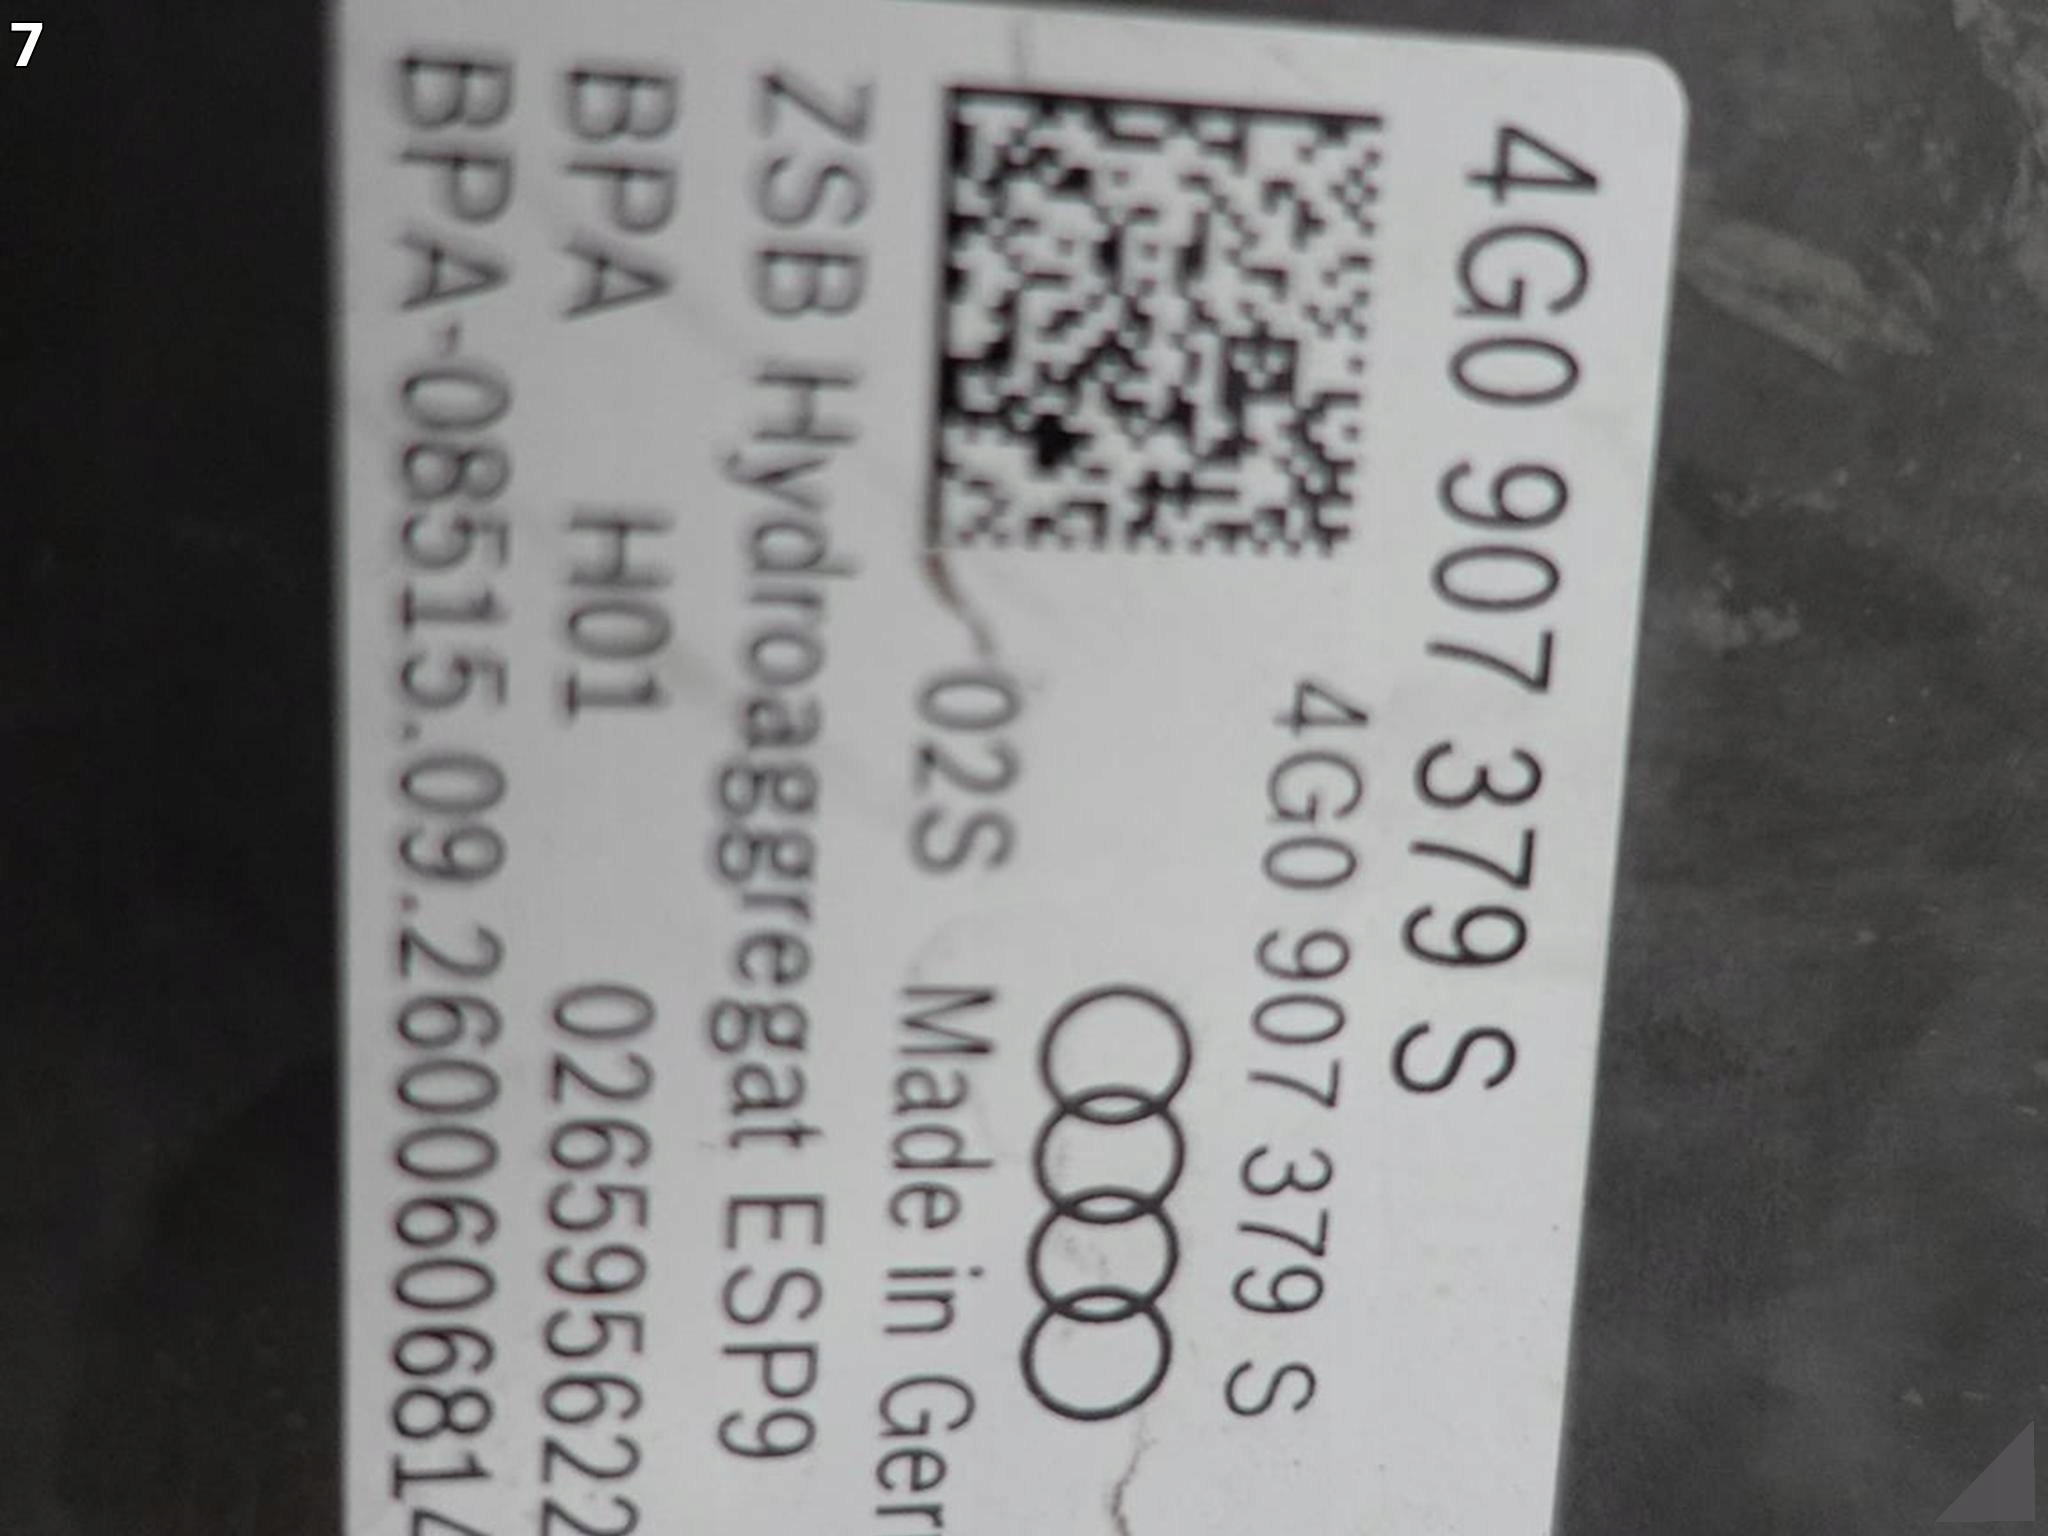 7
4G0 907 379 S
4G0 907 379 S
02S Made in Ger
ZSB Hydroaggregat ESP9
BPA H01 026595622
BPA-08515.09.2600606814